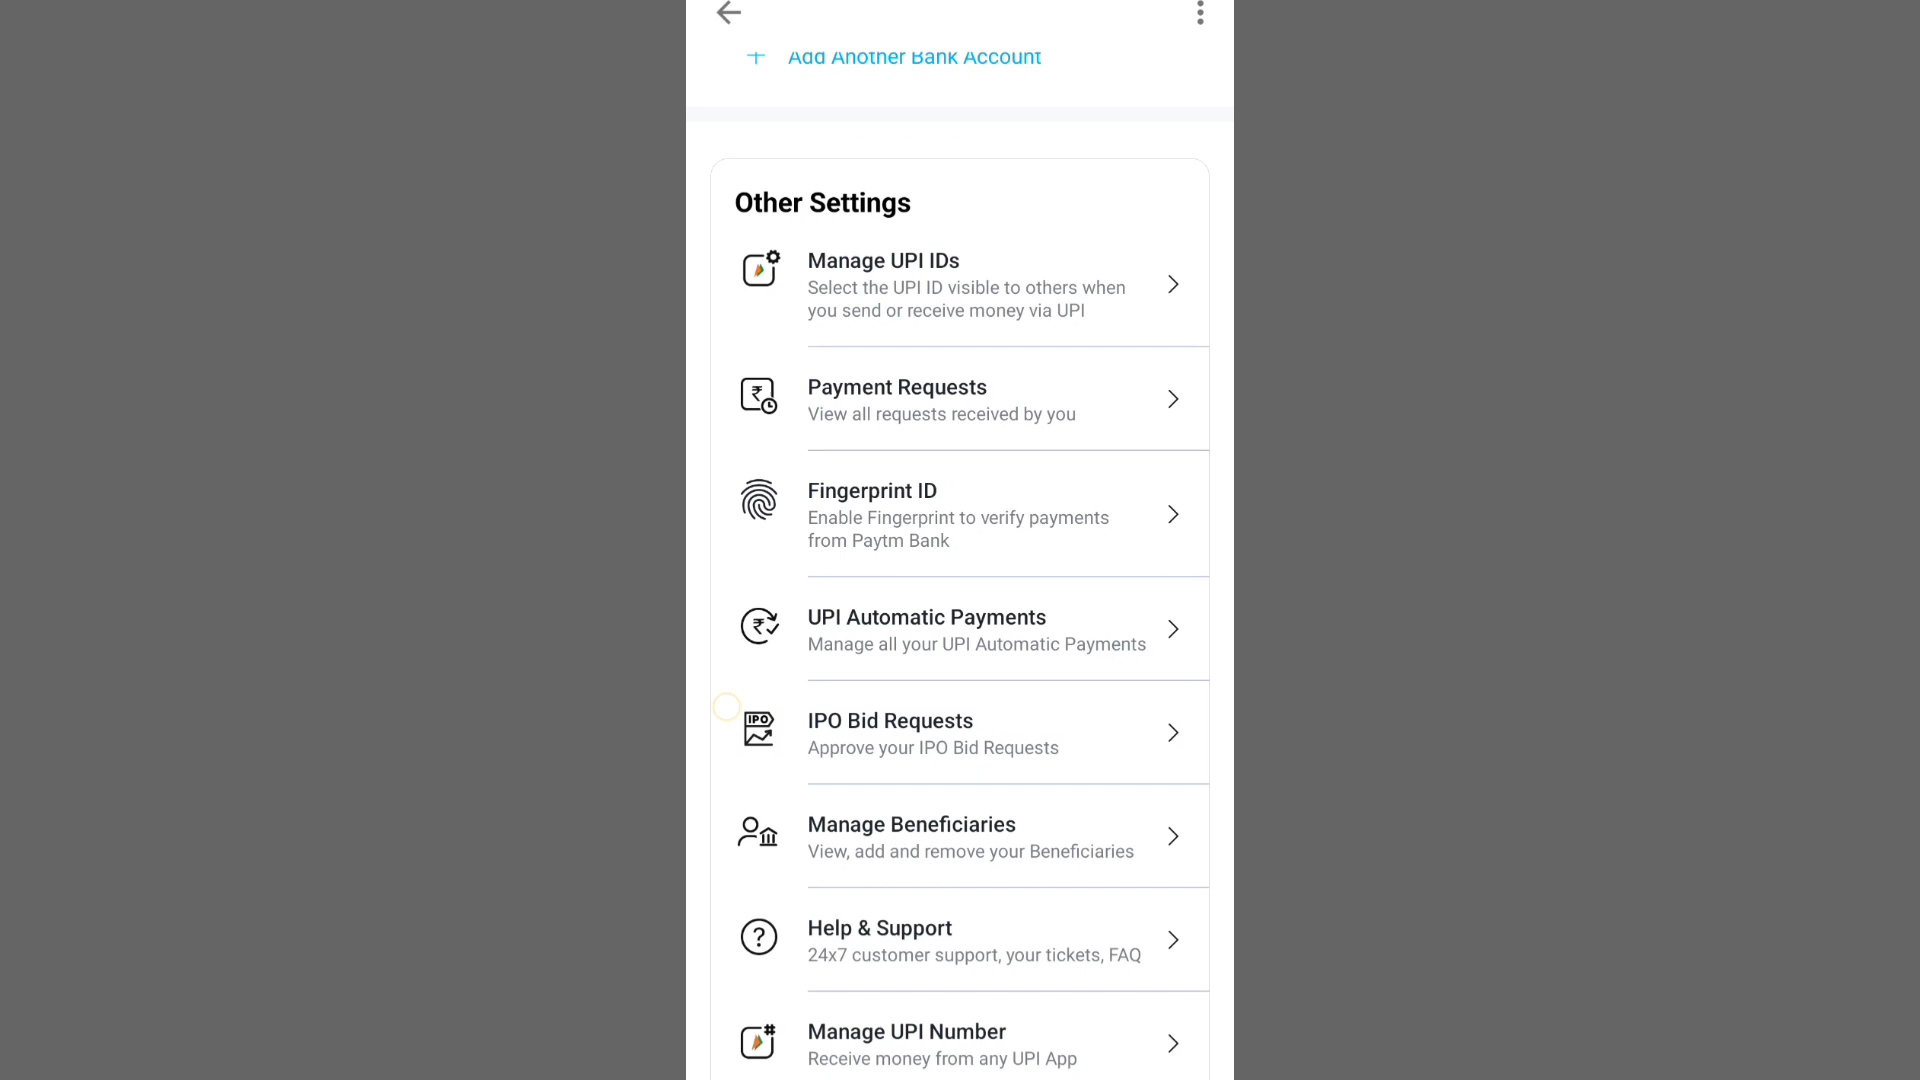 Add Another Bank Account
Other Settings
Manage UPI IDs
Select the UPI ID visible to others when
you send or receive money via UPI
Payment Requests
View all requests received by you
Fingerprint ID
Enable Fingerprint to verify payments
from Paytm Bank
UPI Automatic Payments
Manage all your UPI Automatic Payments
IPO
IPO Bid Requests
Approve your IPO Bid Requests
Manage Beneficiaries
View, add and remove your Beneficiaries
Help & Support
24x7 customer support, your tickets, FAQ
Manage UPI Number
Receive money from any UPI App